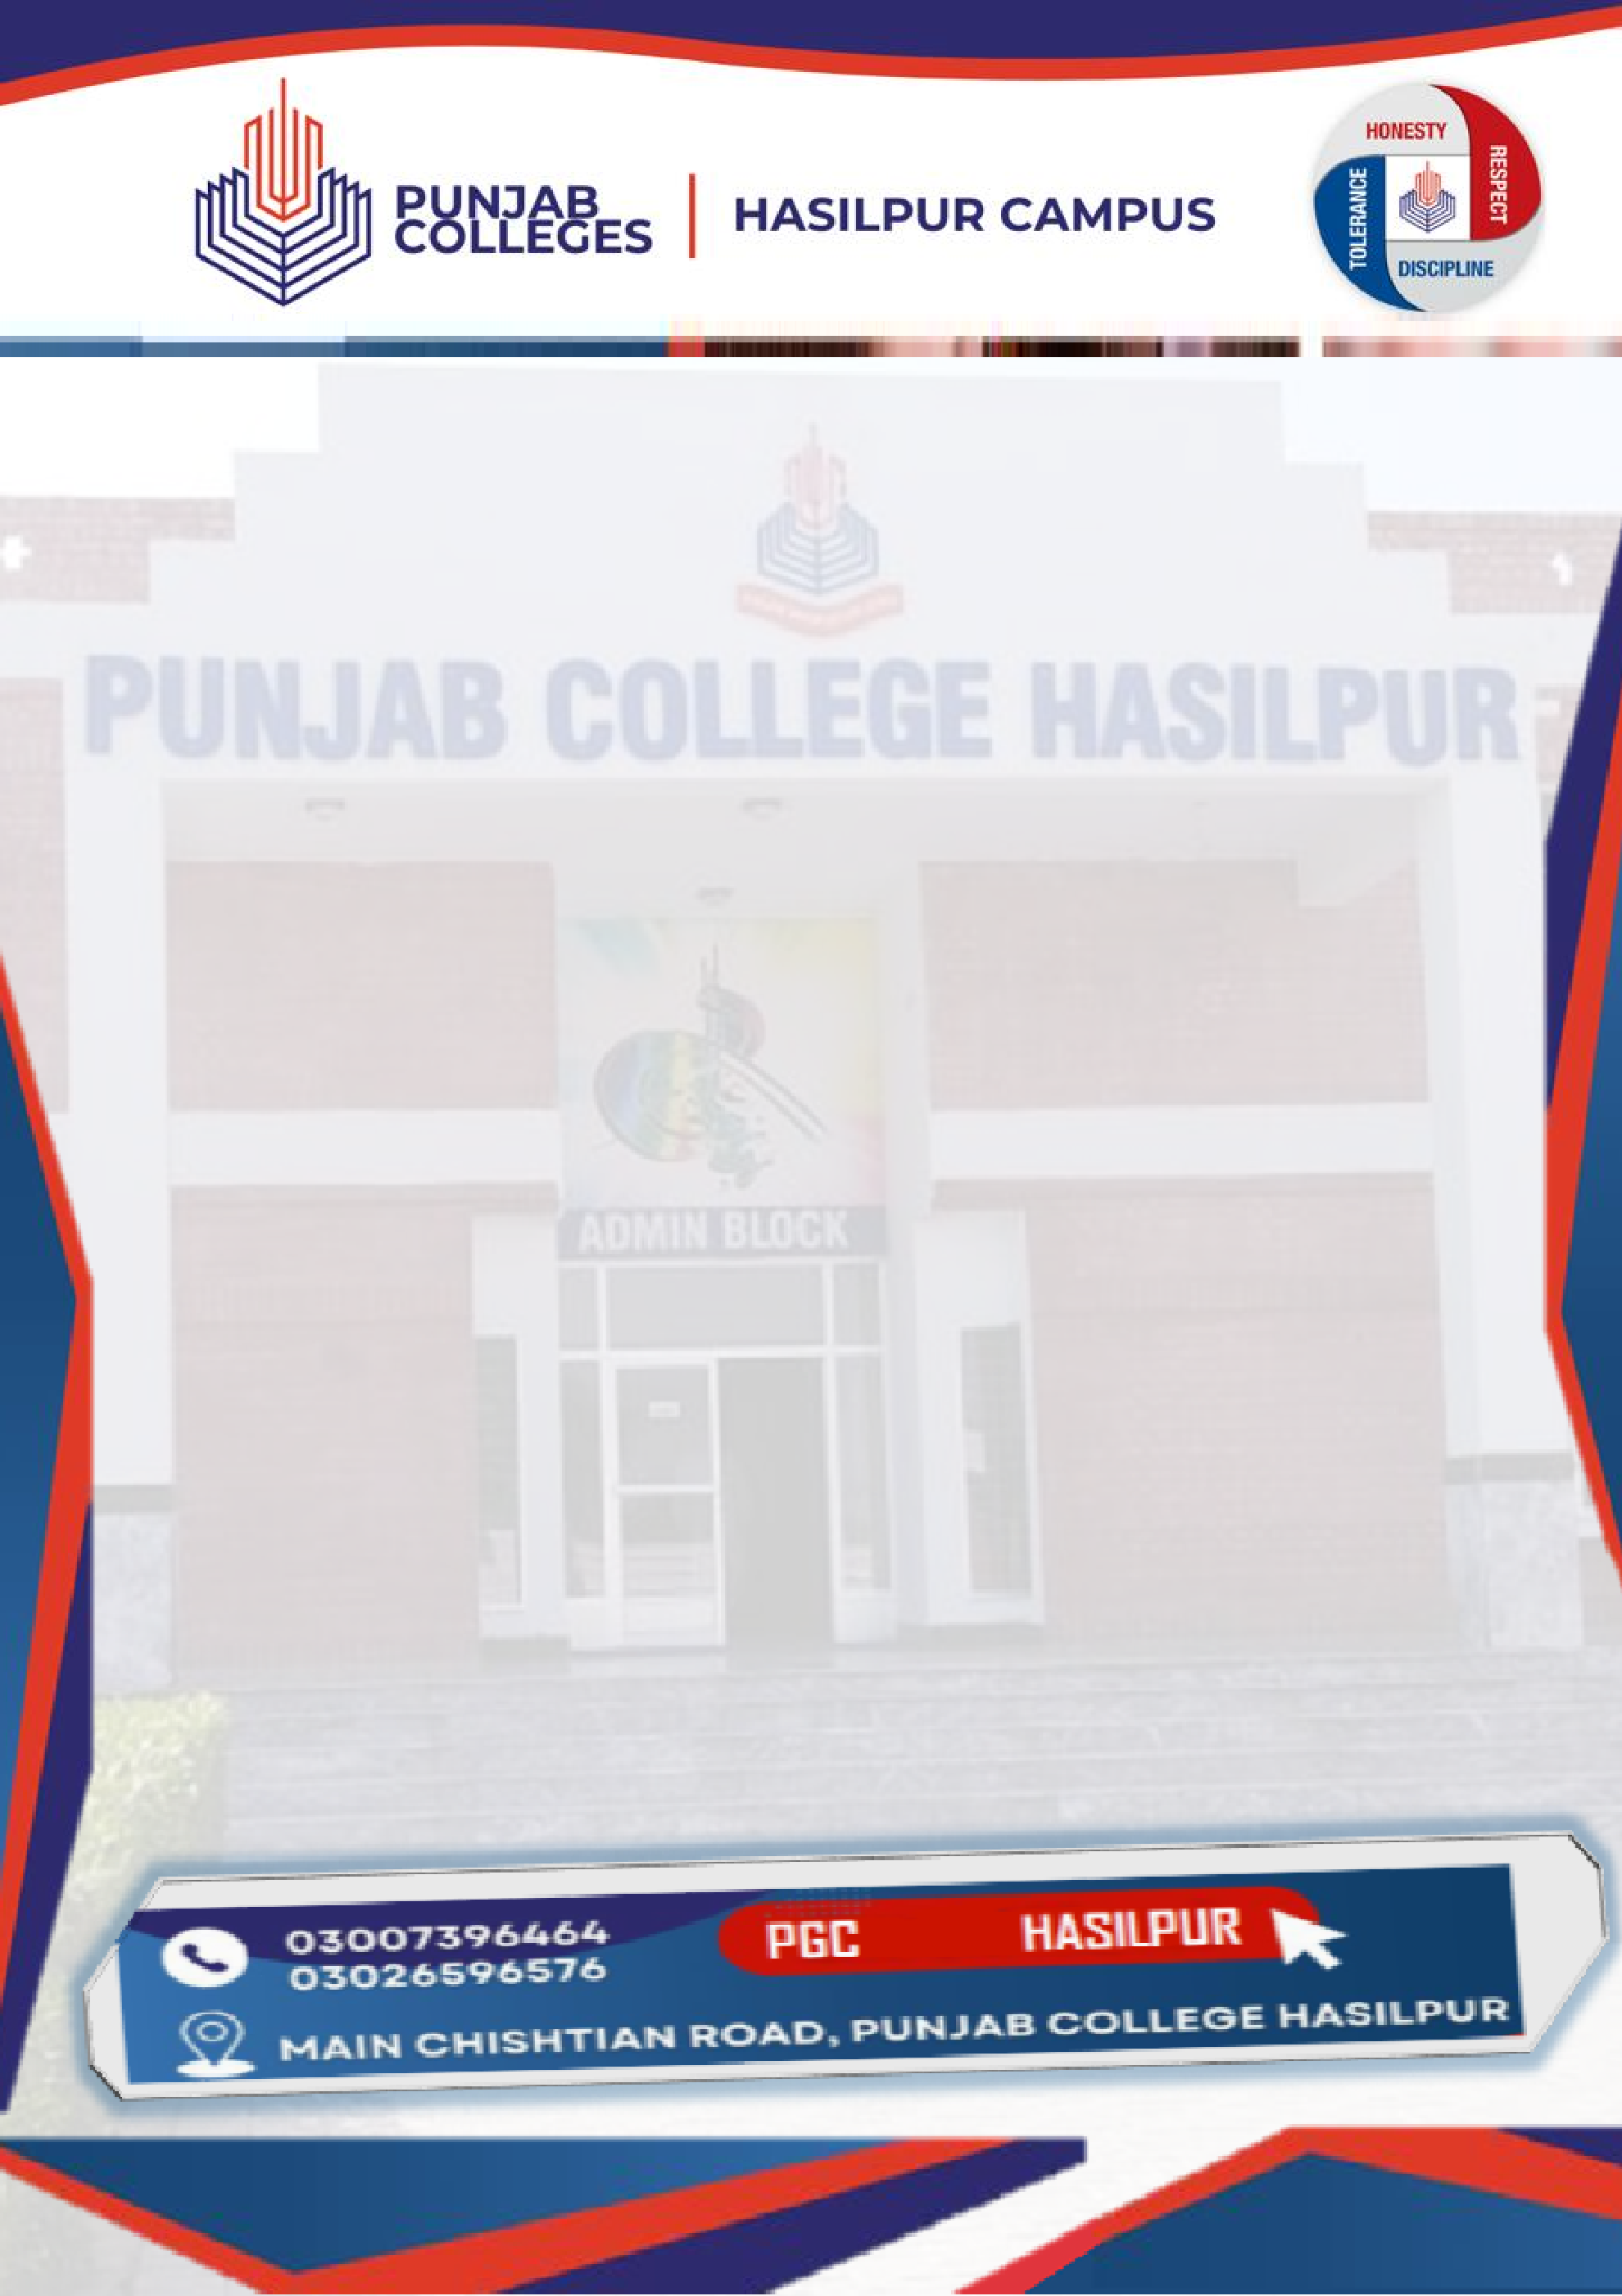 PUNJAB
COLLEGES
HASILPUR CAMPUS
HONESTY
RESPECT
TOLERANCE
DISCIPLINE
PUNJAB COLLEGE HASILPUR
ADMIN BLOCK
03007396464
03026596576
PGC HASILPUR
MAIN CHISHTIAN ROAD, PUNJAB COLLEGE HASILPUR